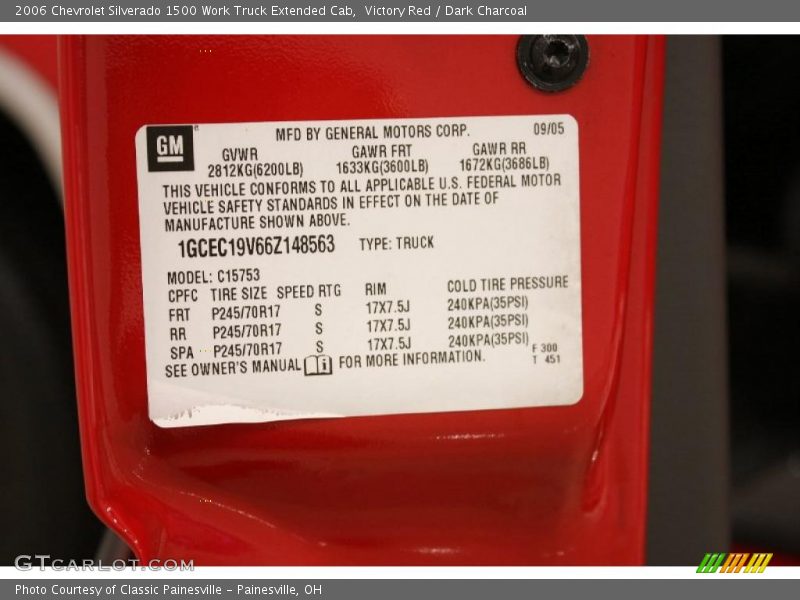 2006 Chevrolet Silverado 1500 Work Truck Extended Cab,  Victory Red / Dark Charcoal
GM
MFD BY GENERAL MOTORS CORP. 09/05
GVWR GAWR FRT GAWR RR
2812KG(6200LB) 1633KG(3600LB) 1672KG(3686LB)
THIS VEHICLE CONFORMS TO ALL APPLICABLE U.S. FEDERAL MOTOR
VEHICLE SAFETY STANDARDS IN EFFECT ON THE DATE OF
MANUFACTURE SHOWN ABOVE.
1GCEC19V66Z148563 TYPE: TRUCK
MODEL: C15753
CPFC TIRE SIZE SPEED RTG RIM COLD TIRE PRESSURE
FRT P245/70R17 S 17X7.5J 240KPA(35PSI)
RR P245/70R17 S 17X7.5J 240KPA(35PSI)
SPA P245/70R17 S 17X7.5J 240KPA(35PSI)
SEE OWNER'S MANUAL FOR MORE INFORMATION.
F 300
T 451
GTCARLOT.COM
Photo Courtesy of Classic Painesville - Painesville, OH